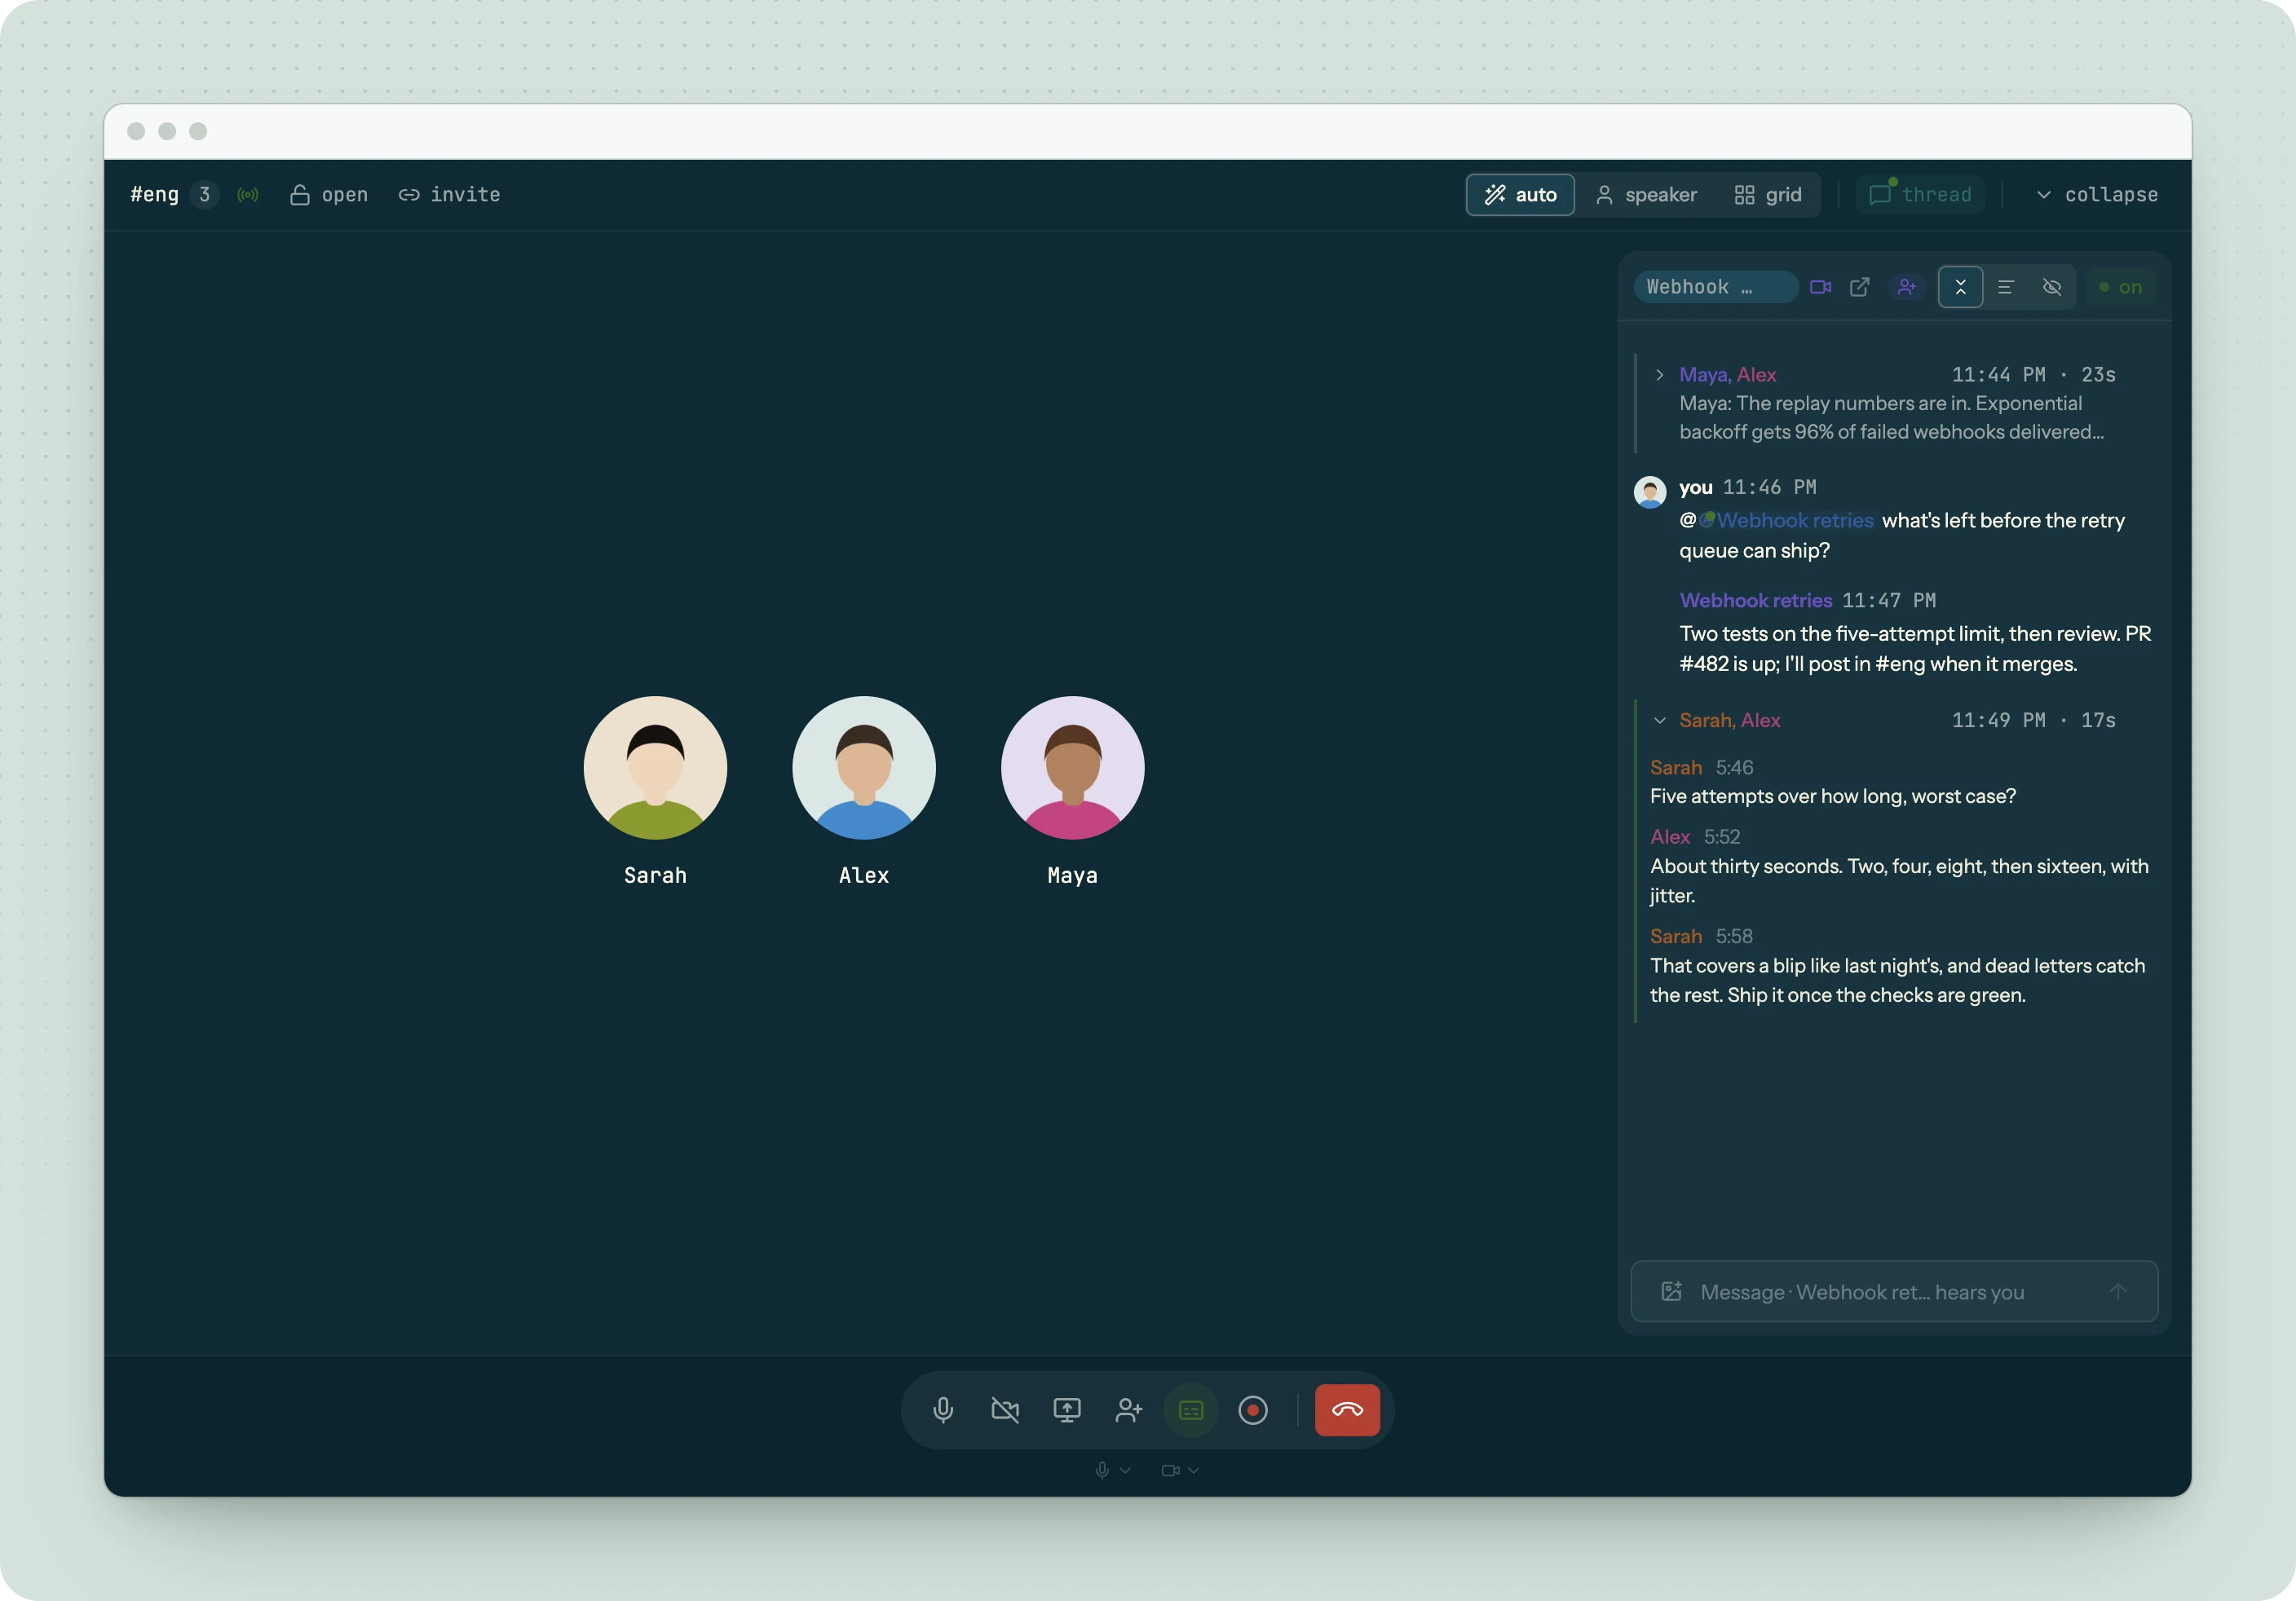 #eng 3 open invite auto speaker grid thread collapse
Webhook … on
Maya, Alex 11:44 PM · 23s
Maya: The replay numbers are in. Exponential
backoff gets 96% of failed webhooks delivered...
you 11:46 PM
@Webhook retries what's left before the retry
queue can ship?
Webhook retries 11:47 PM
Two tests on the five-attempt limit, then review. PR
#482 is up; I'll post in #eng when it merges.
Sarah, Alex 11:49 PM · 17s
Sarah 5:46
Five attempts over how long, worst case?
Alex 5:52
About thirty seconds. Two, four, eight, then sixteen, with
jitter.
Sarah 5:58
That covers a blip like last night's, and dead letters catch
the rest. Ship it once the checks are green.
Sarah Alex Maya
Message · Webhook ret... hears you